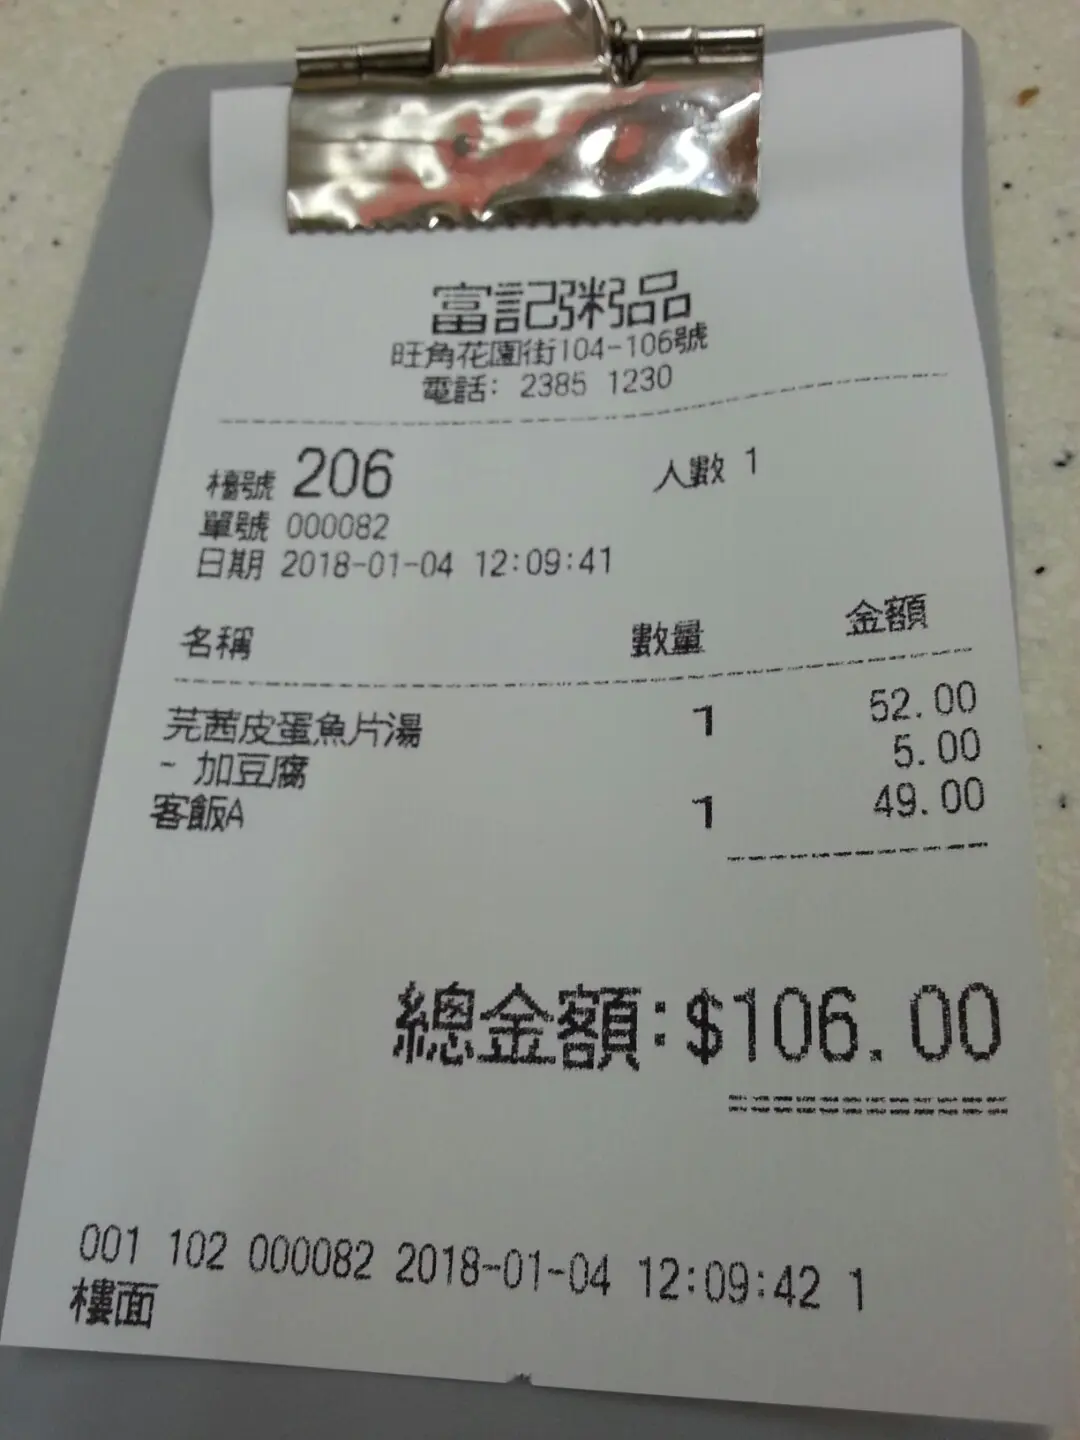 富記粥品
旺角花園街104-106號
電話: 2385 1230
檯號 206 人數 1
單號 000082
日期 2018-01-04 12:09:41
名稱 數量 金額
芫茜皮蛋魚片湯 1 52.00
- 加豆腐 5.00
客飯A 1 49.00
總金額:$106.00
001 102 000082 2018-01-04 12:09:42 1
樓面